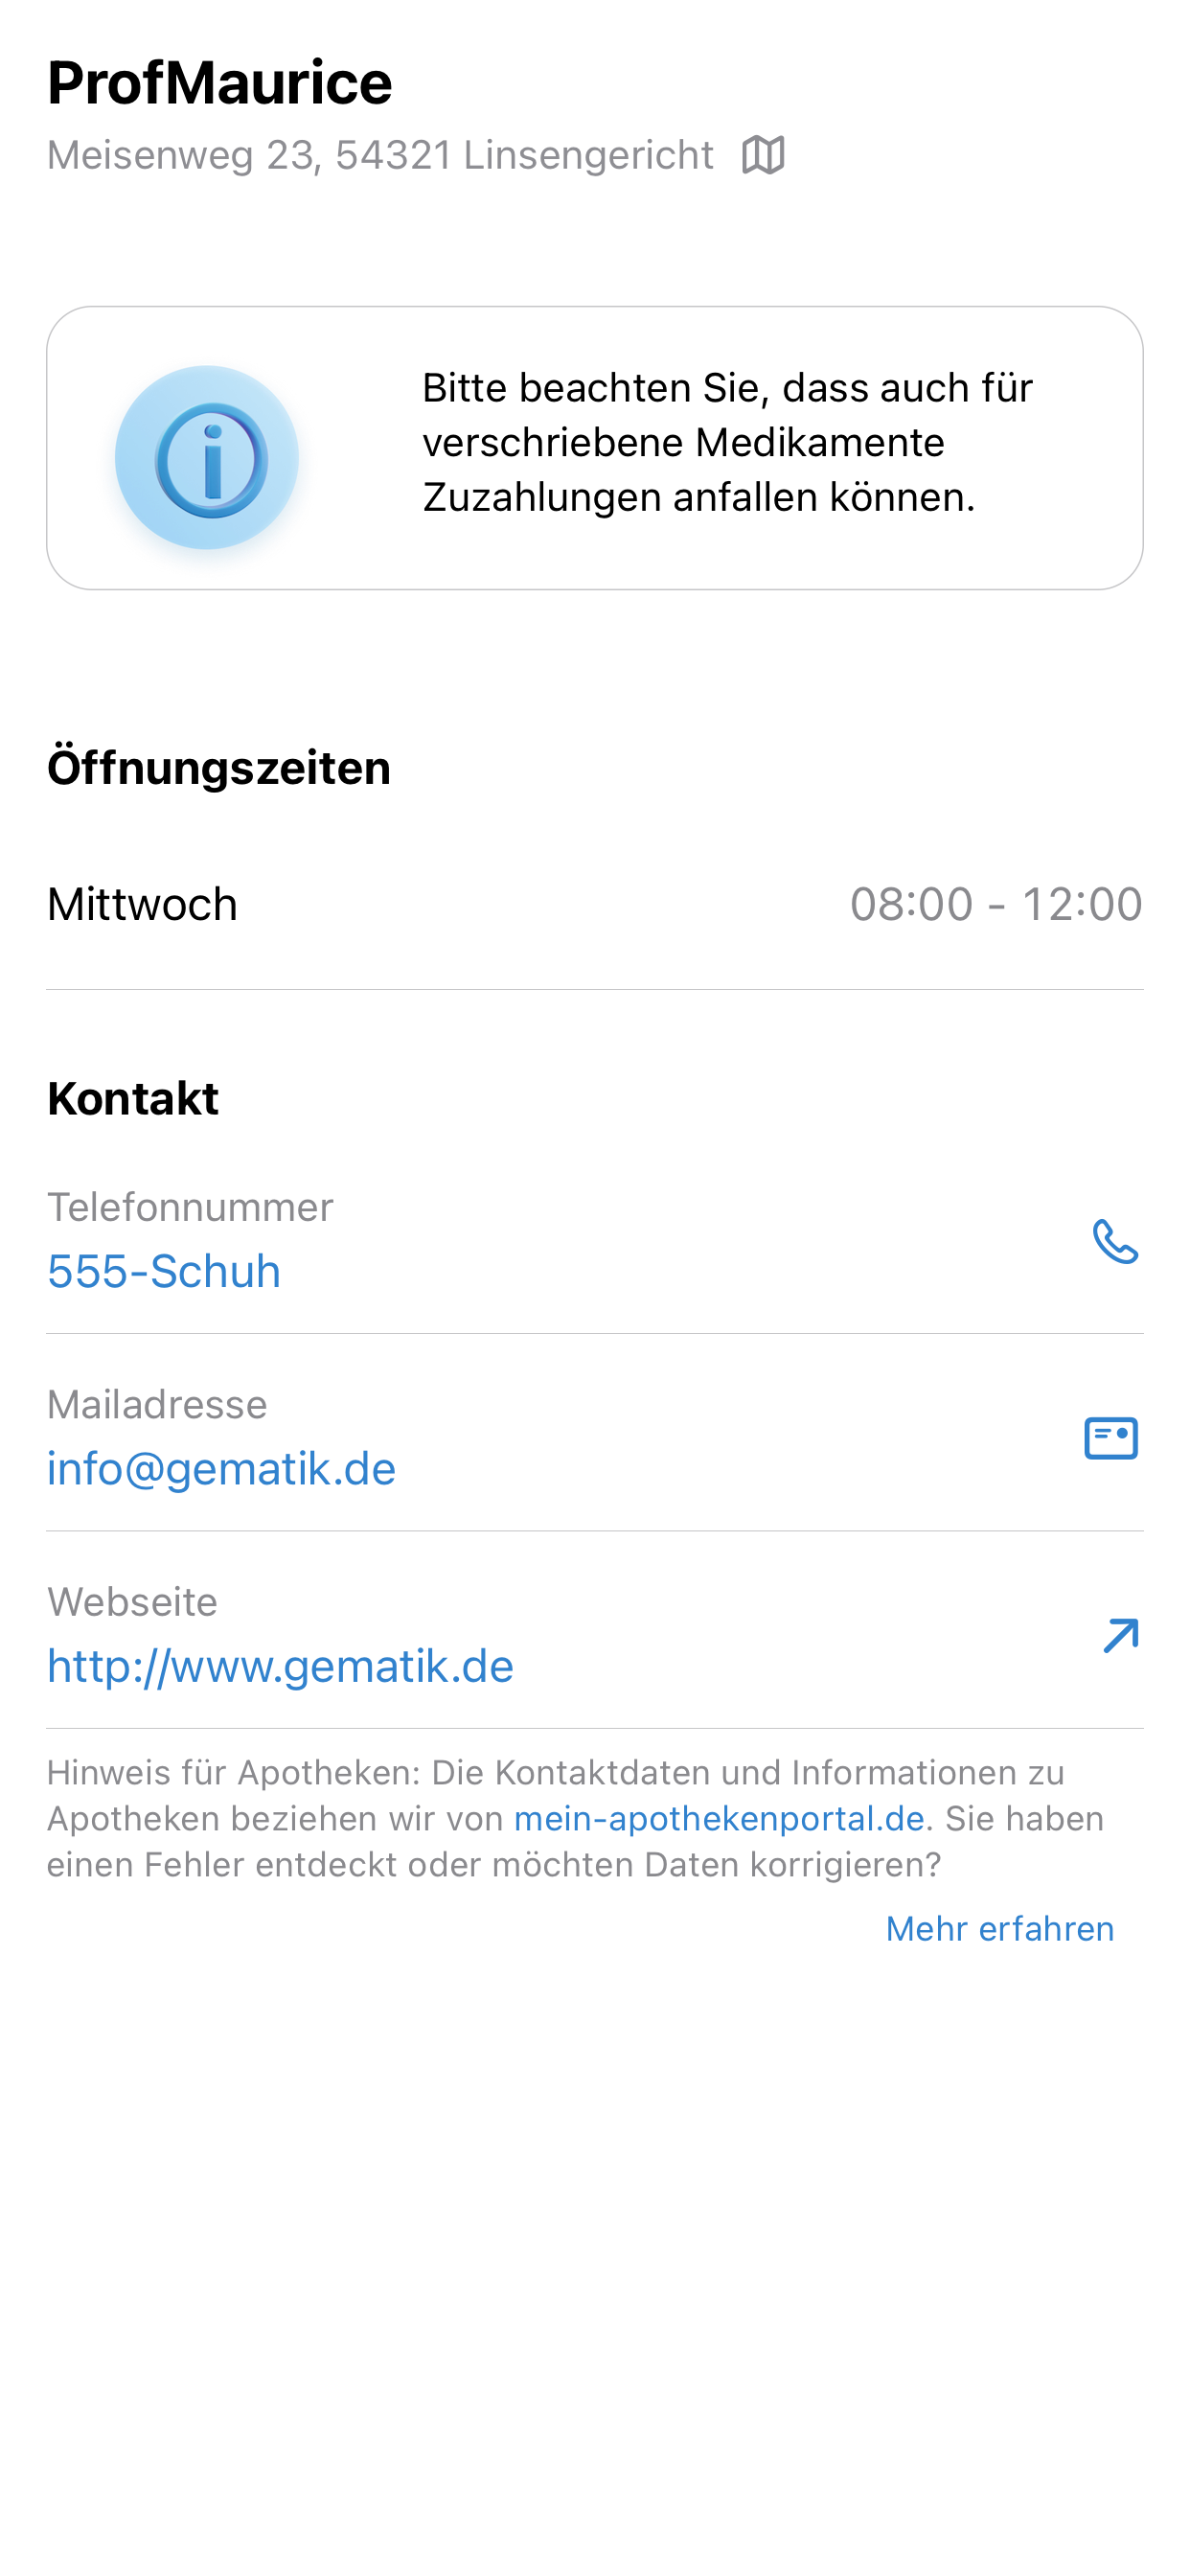 ProfMaurice
Meisenweg 23, 54321 Linsengericht
Bitte beachten Sie, dass auch für
verschriebene Medikamente
Zuzahlungen anfallen können.
Öffnungszeiten
Mittwoch 08:00 - 12:00
Kontakt
Telefonnummer
555-Schuh
Mailadresse
info@gematik.de
Webseite
http://www.gematik.de
Hinweis für Apotheken: Die Kontaktdaten und Informationen zu
Apotheken beziehen wir von mein-apothekenportal.de. Sie haben
einen Fehler entdeckt oder möchten Daten korrigieren?
Mehr erfahren